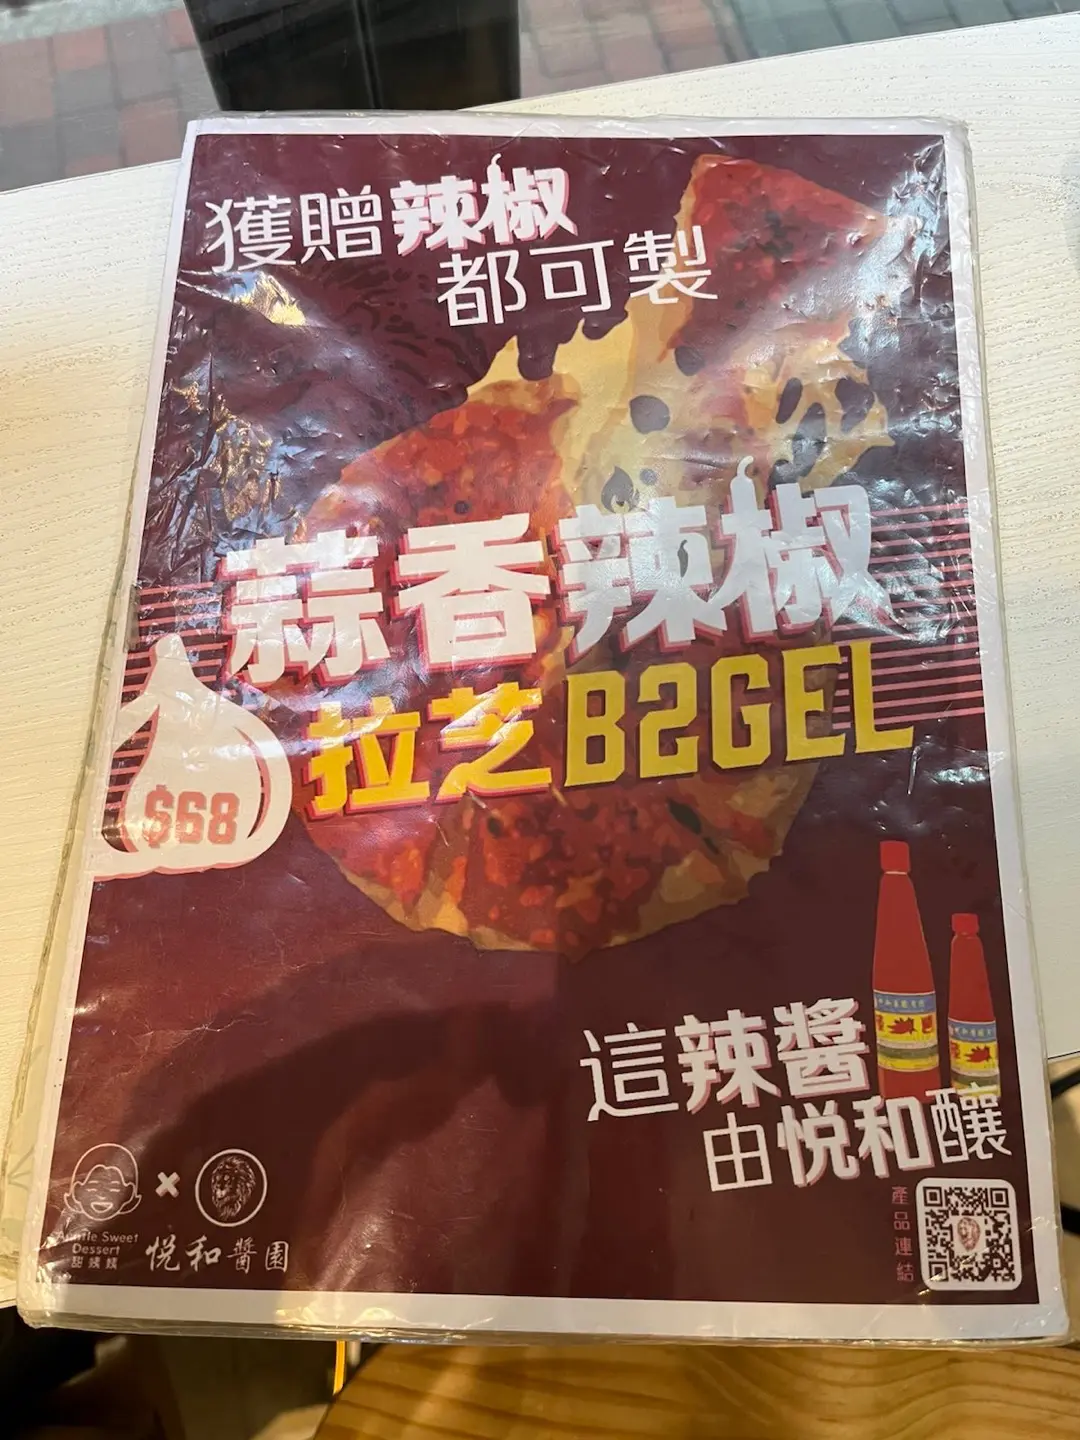 獲贈辣椒
都可製
蒜香辣椒
拉芝B2GEL
$68
這辣醬
由悦和釀
Auntie Sweet
Dessert
甜姨姨
×
悅和醬園
產品連結